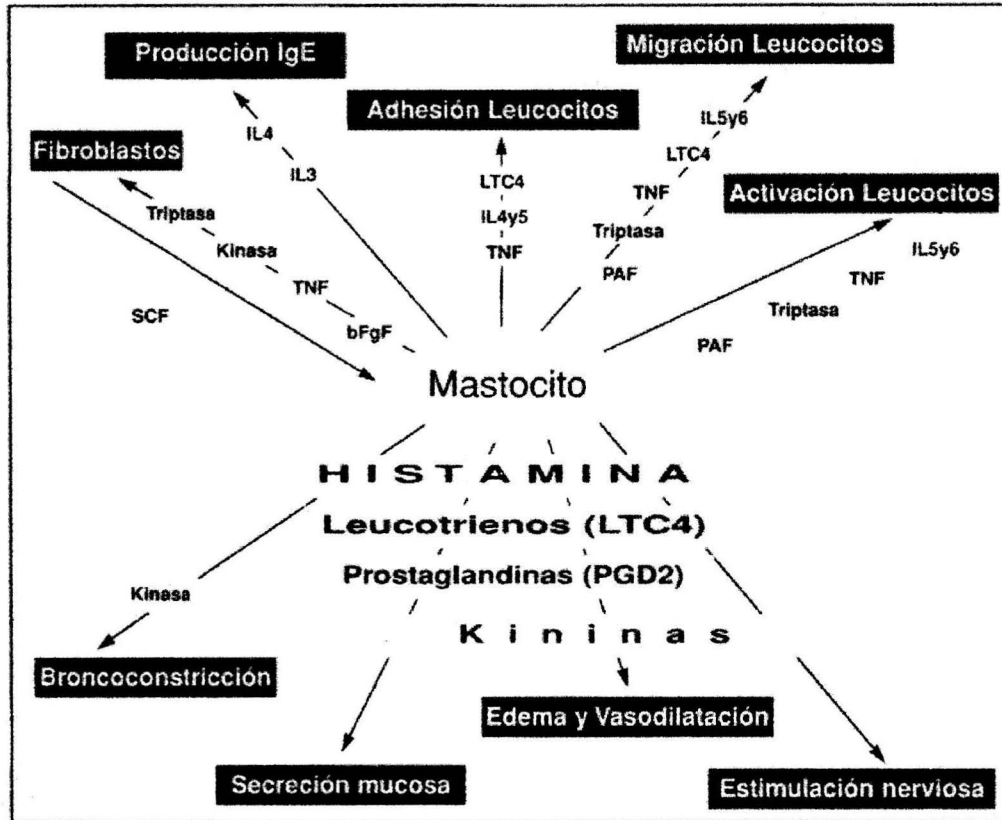 Producción IgE
Migración Leucocitos
Adhesión Leucocitos
Fibroblastos
Activación Leucocitos
IL4
IL3
Triptasa
Kinasa
TNF
bFgF
SCF
LTC4
IL4y5
TNF
IL5y6
LTC4
TNF
Triptasa
PAF
IL5y6
TNF
Triptasa
PAF
Mastocito
HISTAMINA
Leucotrienos (LTC4)
Prostaglandinas (PGD2)
Kininas
Kinasa
Broncoconstricción
Edema y Vasodilatación
Secreción mucosa
Estimulación nerviosa